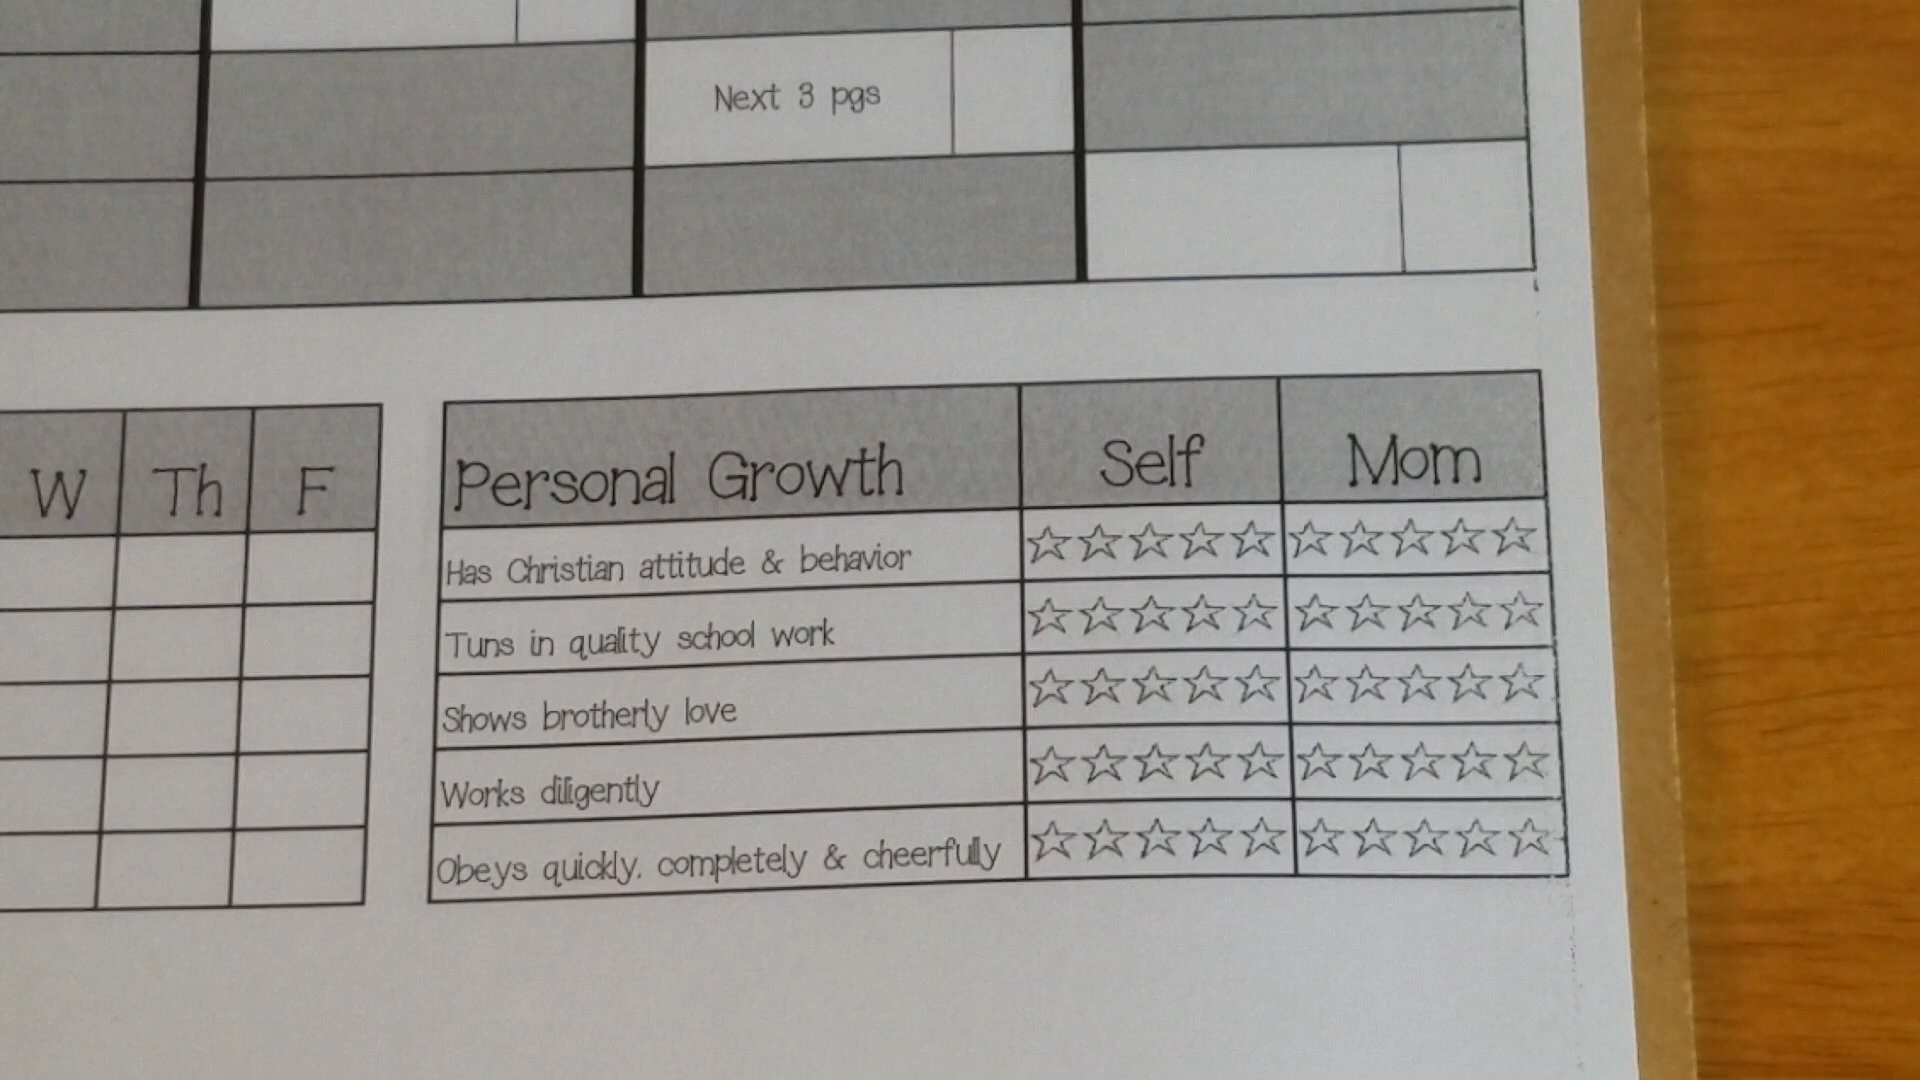 Next 3 pgs
W Th F
Personal Growth Self Mom
Has Christian attitude & behavior
Tuns in quality school work
Shows brotherly love
Works diligently
Obeys quickly, completely & cheerfully